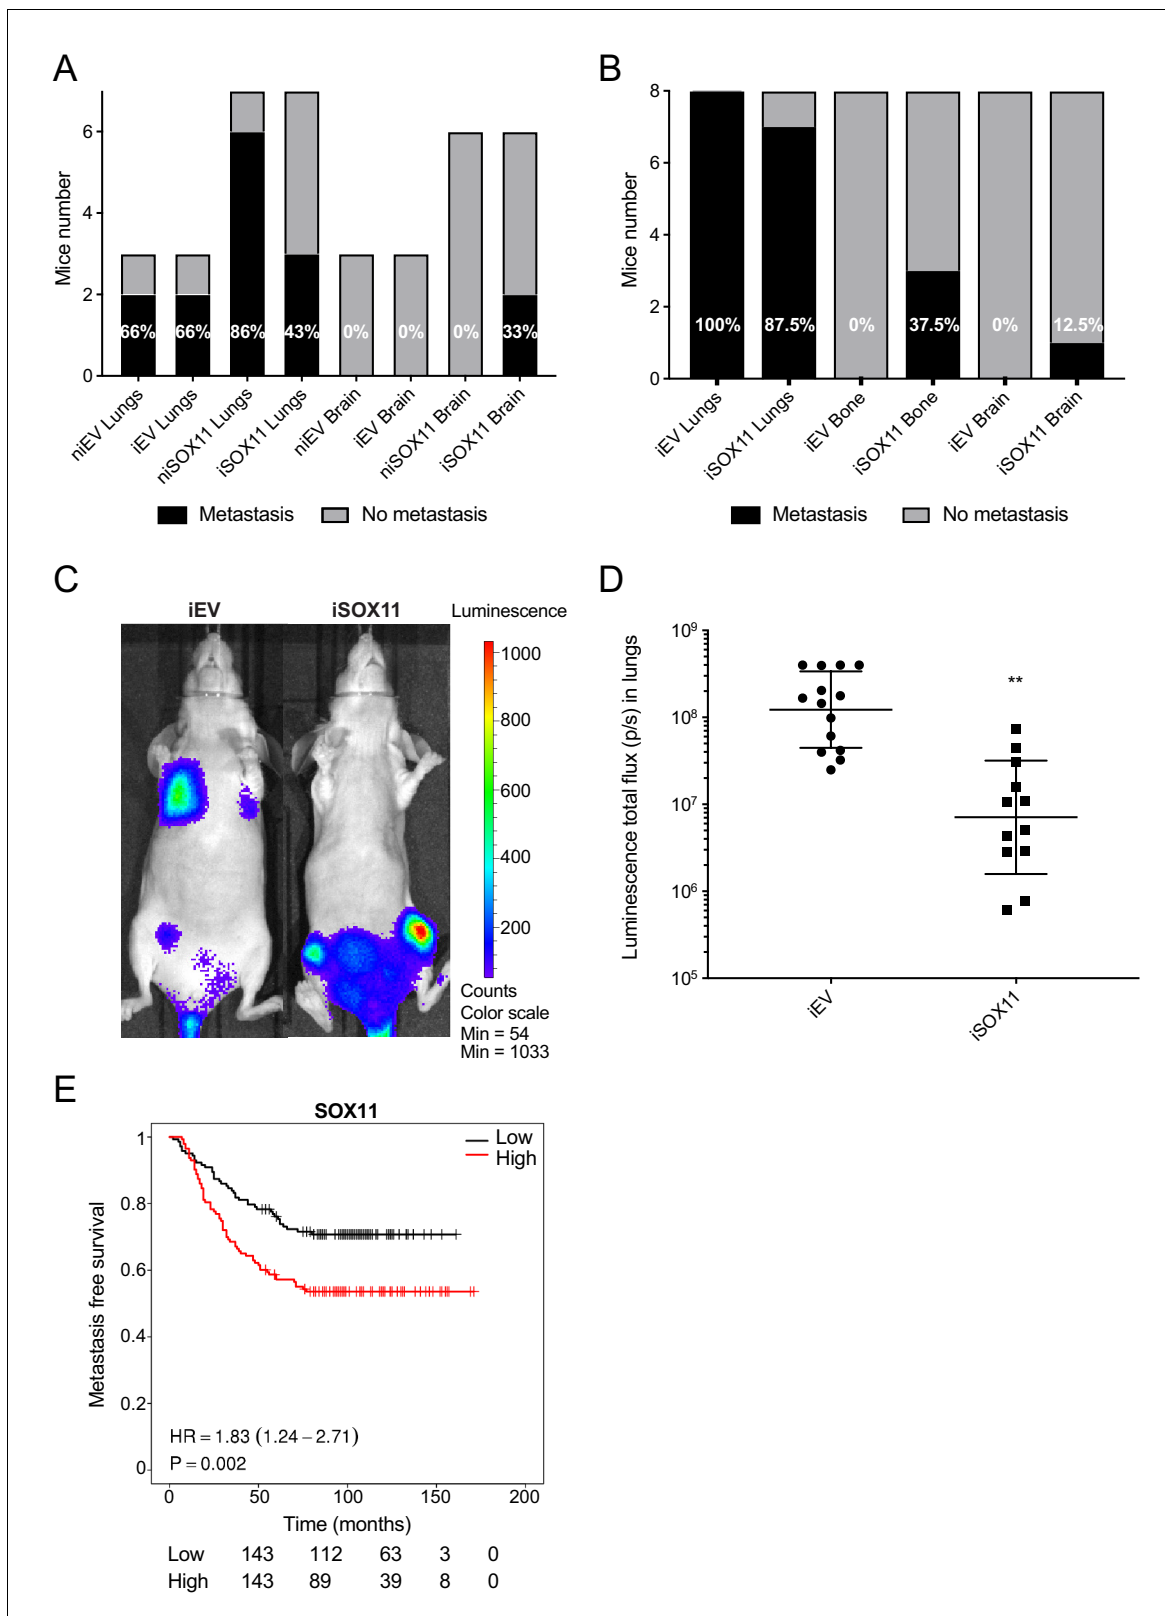 A
Mice number
6
4
2
0
66%
66%
86%
43%
0%
0%
0%
33%
niEV Lungs
iEV Lungs
niSOX11 Lungs
iSOX11 Lungs
niEV Brain
iEV Brain
niSOX11 Brain
iSOX11 Brain
Metastasis
No metastasis
B
Mice number
8
6
4
2
0
100%
87.5%
0%
37.5%
0%
12.5%
iEV Lungs
iSOX11 Lungs
iEV Bone
iSOX11 Bone
iEV Brain
iSOX11 Brain
Metastasis
No metastasis
C
iEV
iSOX11
Luminescence
1000
800
600
400
200
Counts
Color scale
Min = 54
Min = 1033
D
Luminescence total flux (p/s) in lungs
10⁹
10⁸
10⁷
10⁶
10⁵
**
iEV
iSOX11
E
SOX11
Low
High
Metastasis free survival
1
0.8
0.6
0.4
0.2
0
HR = 1.83 (1.24 − 2.71)
P = 0.002
0 50 100 150 200
Time (months)
Low 143 112 63 3 0
High 143 89 39 8 0